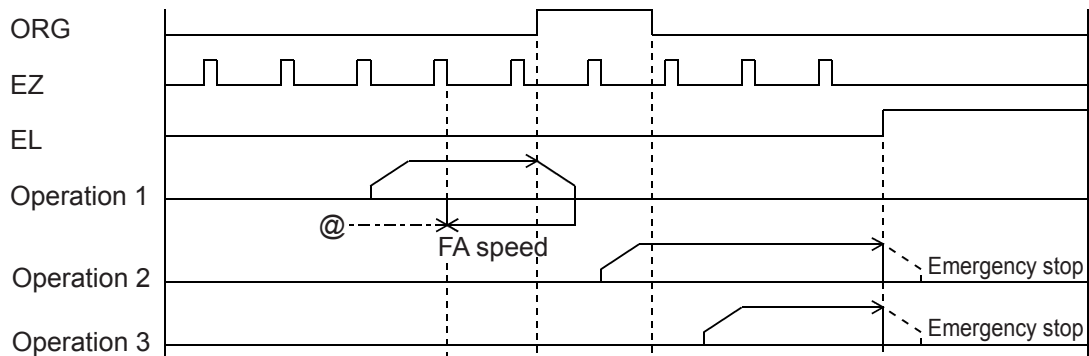 ORG
EZ
EL
Operation 1
@
FA speed
Operation 2
Emergency stop
Operation 3
Emergency stop